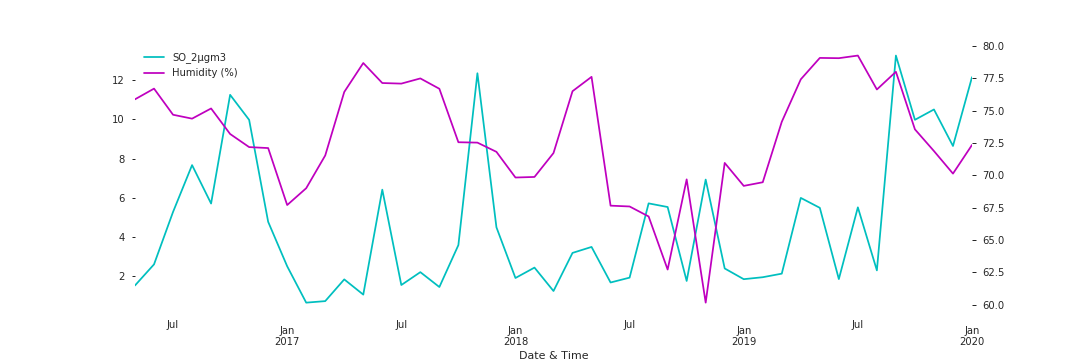 SO_2µgm3
Humidity (%)
12
10
8
6
4
2
80.0
77.5
75.0
72.5
70.0
67.5
65.0
62.5
60.0
Jul
Jan
2017
Jul
Jan
2018
Jul
Jan
2019
Jul
Jan
2020
Date & Time